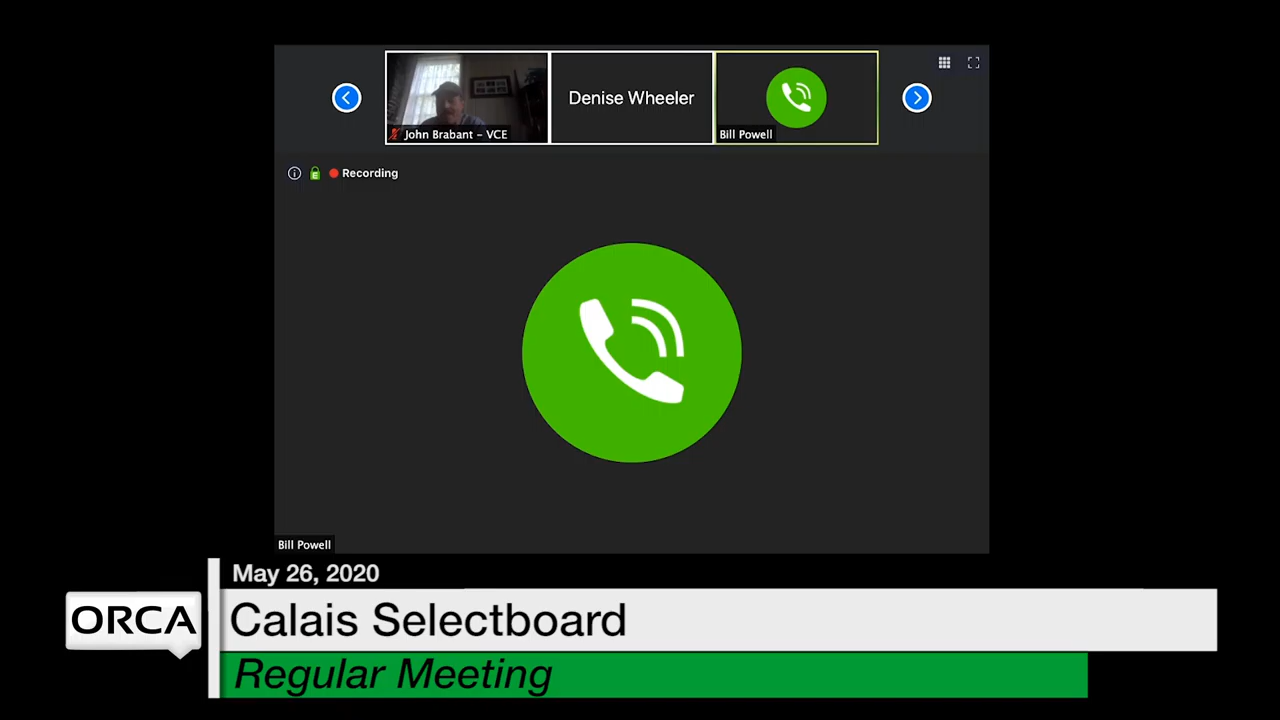 John Brabant – VCE
Denise Wheeler
Bill Powell
Recording
Bill Powell
May 26, 2020
ORCA
Calais Selectboard
Regular Meeting